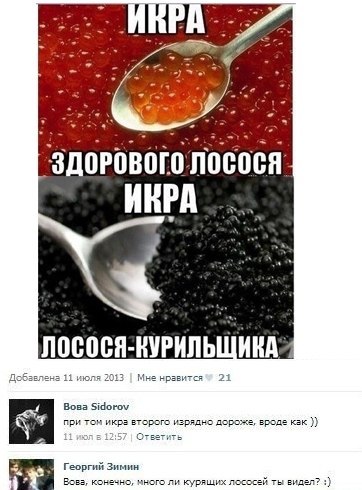 ИКРА
ЗДОРОВОГО ЛОСОСЯ
ИКРА
ЛОСОСЯ-КУРИЛЬЩИКА
Добавлена 11 июля 2013 | Мне нравится 21
Вова Sidorov
при том икра второго изрядно дороже, вроде как ))
11 июл в 12:57 | Ответить
Георгий Зимин
Вова, конечно, много ли курящих лососей ты видел? :)